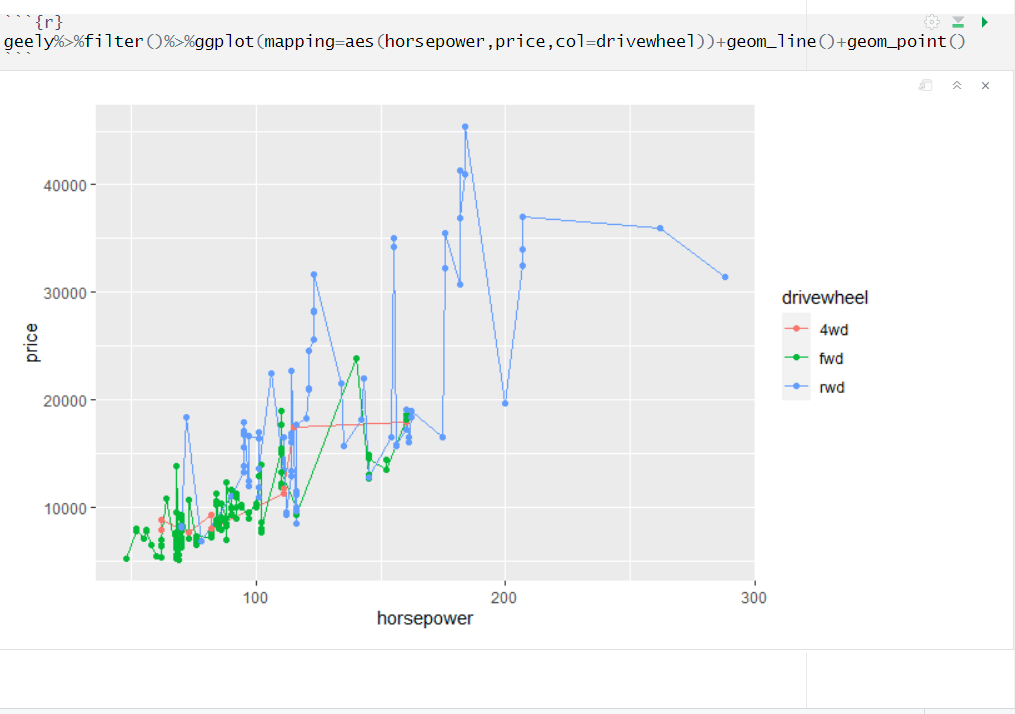 ```{r}
geely%>%filter()%>%ggplot(mapping=aes(horsepower,price,col=drivewheel))+geom_line()+geom_point()
```
40000
30000
20000
10000
price
100
200
300
horsepower
drivewheel
4wd
fwd
rwd